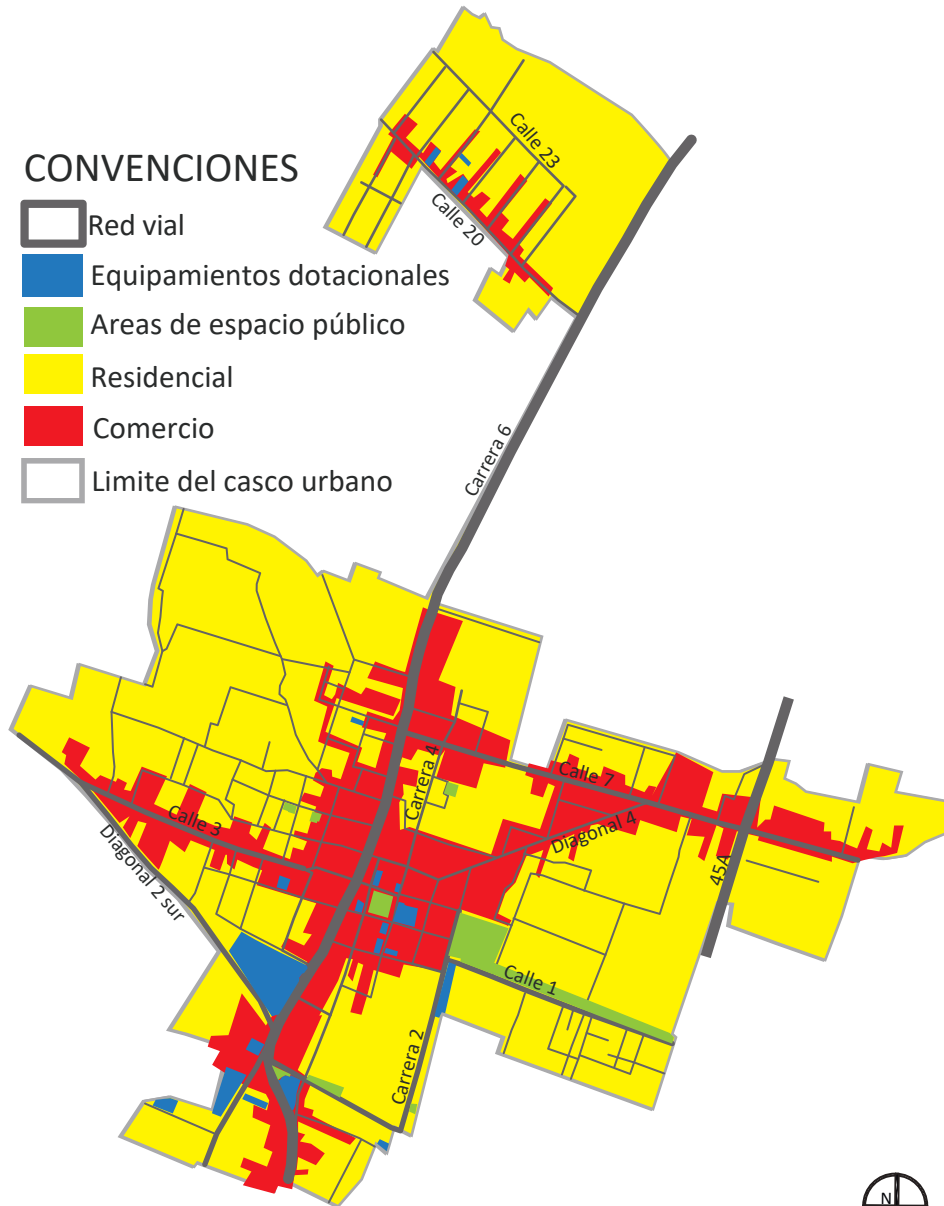 CONVENCIONES
Red vial
Equipamientos dotacionales
Areas de espacio público
Residencial
Comercio
Limite del casco urbano
Calle 23
Calle 20
Carrera 6
Carrera 4
Calle 7
Calle 3
Diagonal 4
Diagonal 2 sur
45A
Calle 1
Carrera 2
N